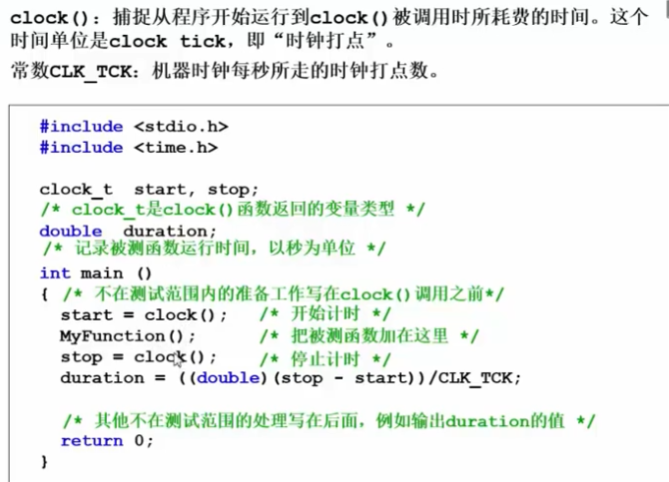 clock(): 捕捉从程序开始运行到clock()被调用时所耗费的时间。这个
时间单位是clock tick，即“时钟打点”。
常数CLK_TCK: 机器时钟每秒所走的时钟打点数。
#include <stdio.h>
#include <time.h>
clock_t start, stop;
/* clock_t是clock()函数返回的变量类型 */
double duration;
/* 记录被测函数运行时间，以秒为单位 */
int main ()
{ /* 不在测试范围内的准备工作写在clock()调用之前*/
start = clock(); /* 开始计时 */
MyFunction(); /* 把被测函数加在这里 */
stop = clock(); /* 停止计时 */
duration = ((double)(stop - start))/CLK_TCK;
/* 其他不在测试范围的处理写在后面，例如输出duration的值 */
return 0;
}